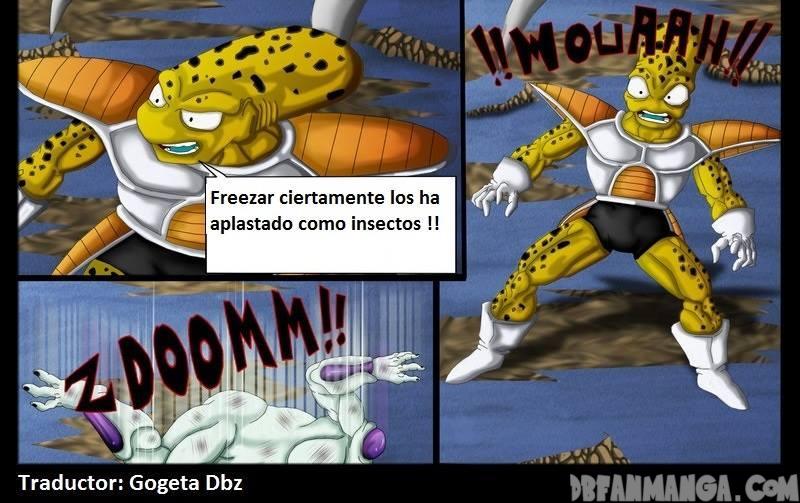 Freezar ciertamente los ha
aplastado como insectos !!
!!MOUAAH!!
ZDOOMM!!
Traductor: Gogeta Dbz
DBFANMANGA.COM